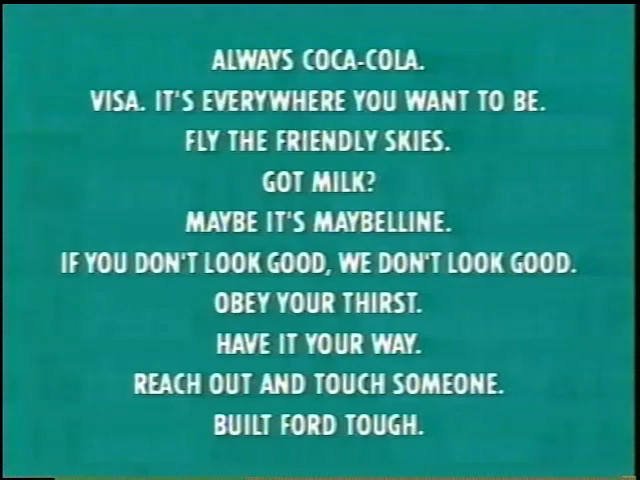 ALWAYS COCA-COLA.
VISA. IT'S EVERYWHERE YOU WANT TO BE.
FLY THE FRIENDLY SKIES.
GOT MILK?
MAYBE IT'S MAYBELLINE.
IF YOU DON'T LOOK GOOD, WE DON'T LOOK GOOD.
OBEY YOUR THIRST.
HAVE IT YOUR WAY.
REACH OUT AND TOUCH SOMEONE.
BUILT FORD TOUGH.